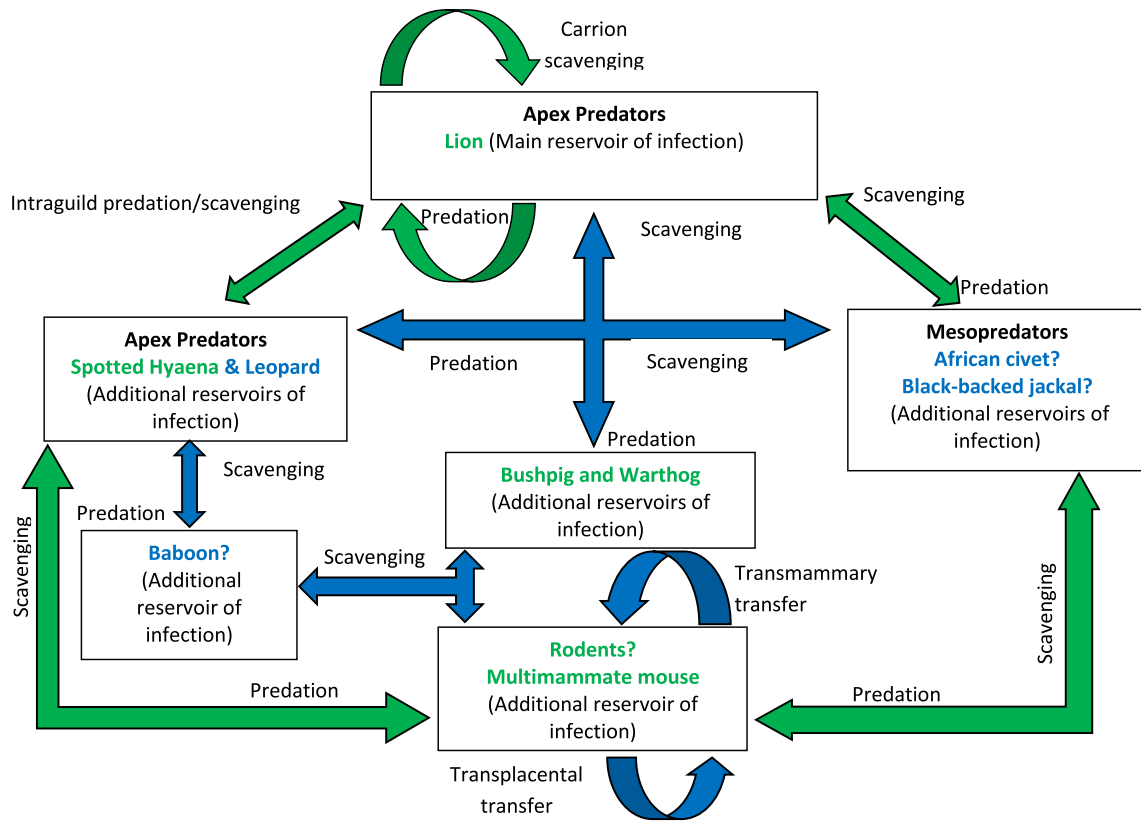 Carrion
scavenging
Apex Predators
Lion (Main reservoir of infection)
Intraguild predation/scavenging
Predation
Scavenging
Scavenging
Predation
Apex Predators
Spotted Hyaena & Leopard
(Additional reservoirs of
infection)
Predation
Scavenging
Mesopredators
African civet?
Black-backed jackal?
(Additional reservoirs of
infection)
Predation
Scavenging
Bushpig and Warthog
(Additional reservoirs of
infection)
Predation
Baboon?
(Additional
reservoir of
infection)
Scavenging
Scavenging
Transmammary
transfer
Scavenging
Rodents?
Multimammate mouse
(Additional reservoir of
infection)
Predation
Predation
Transplacental
transfer